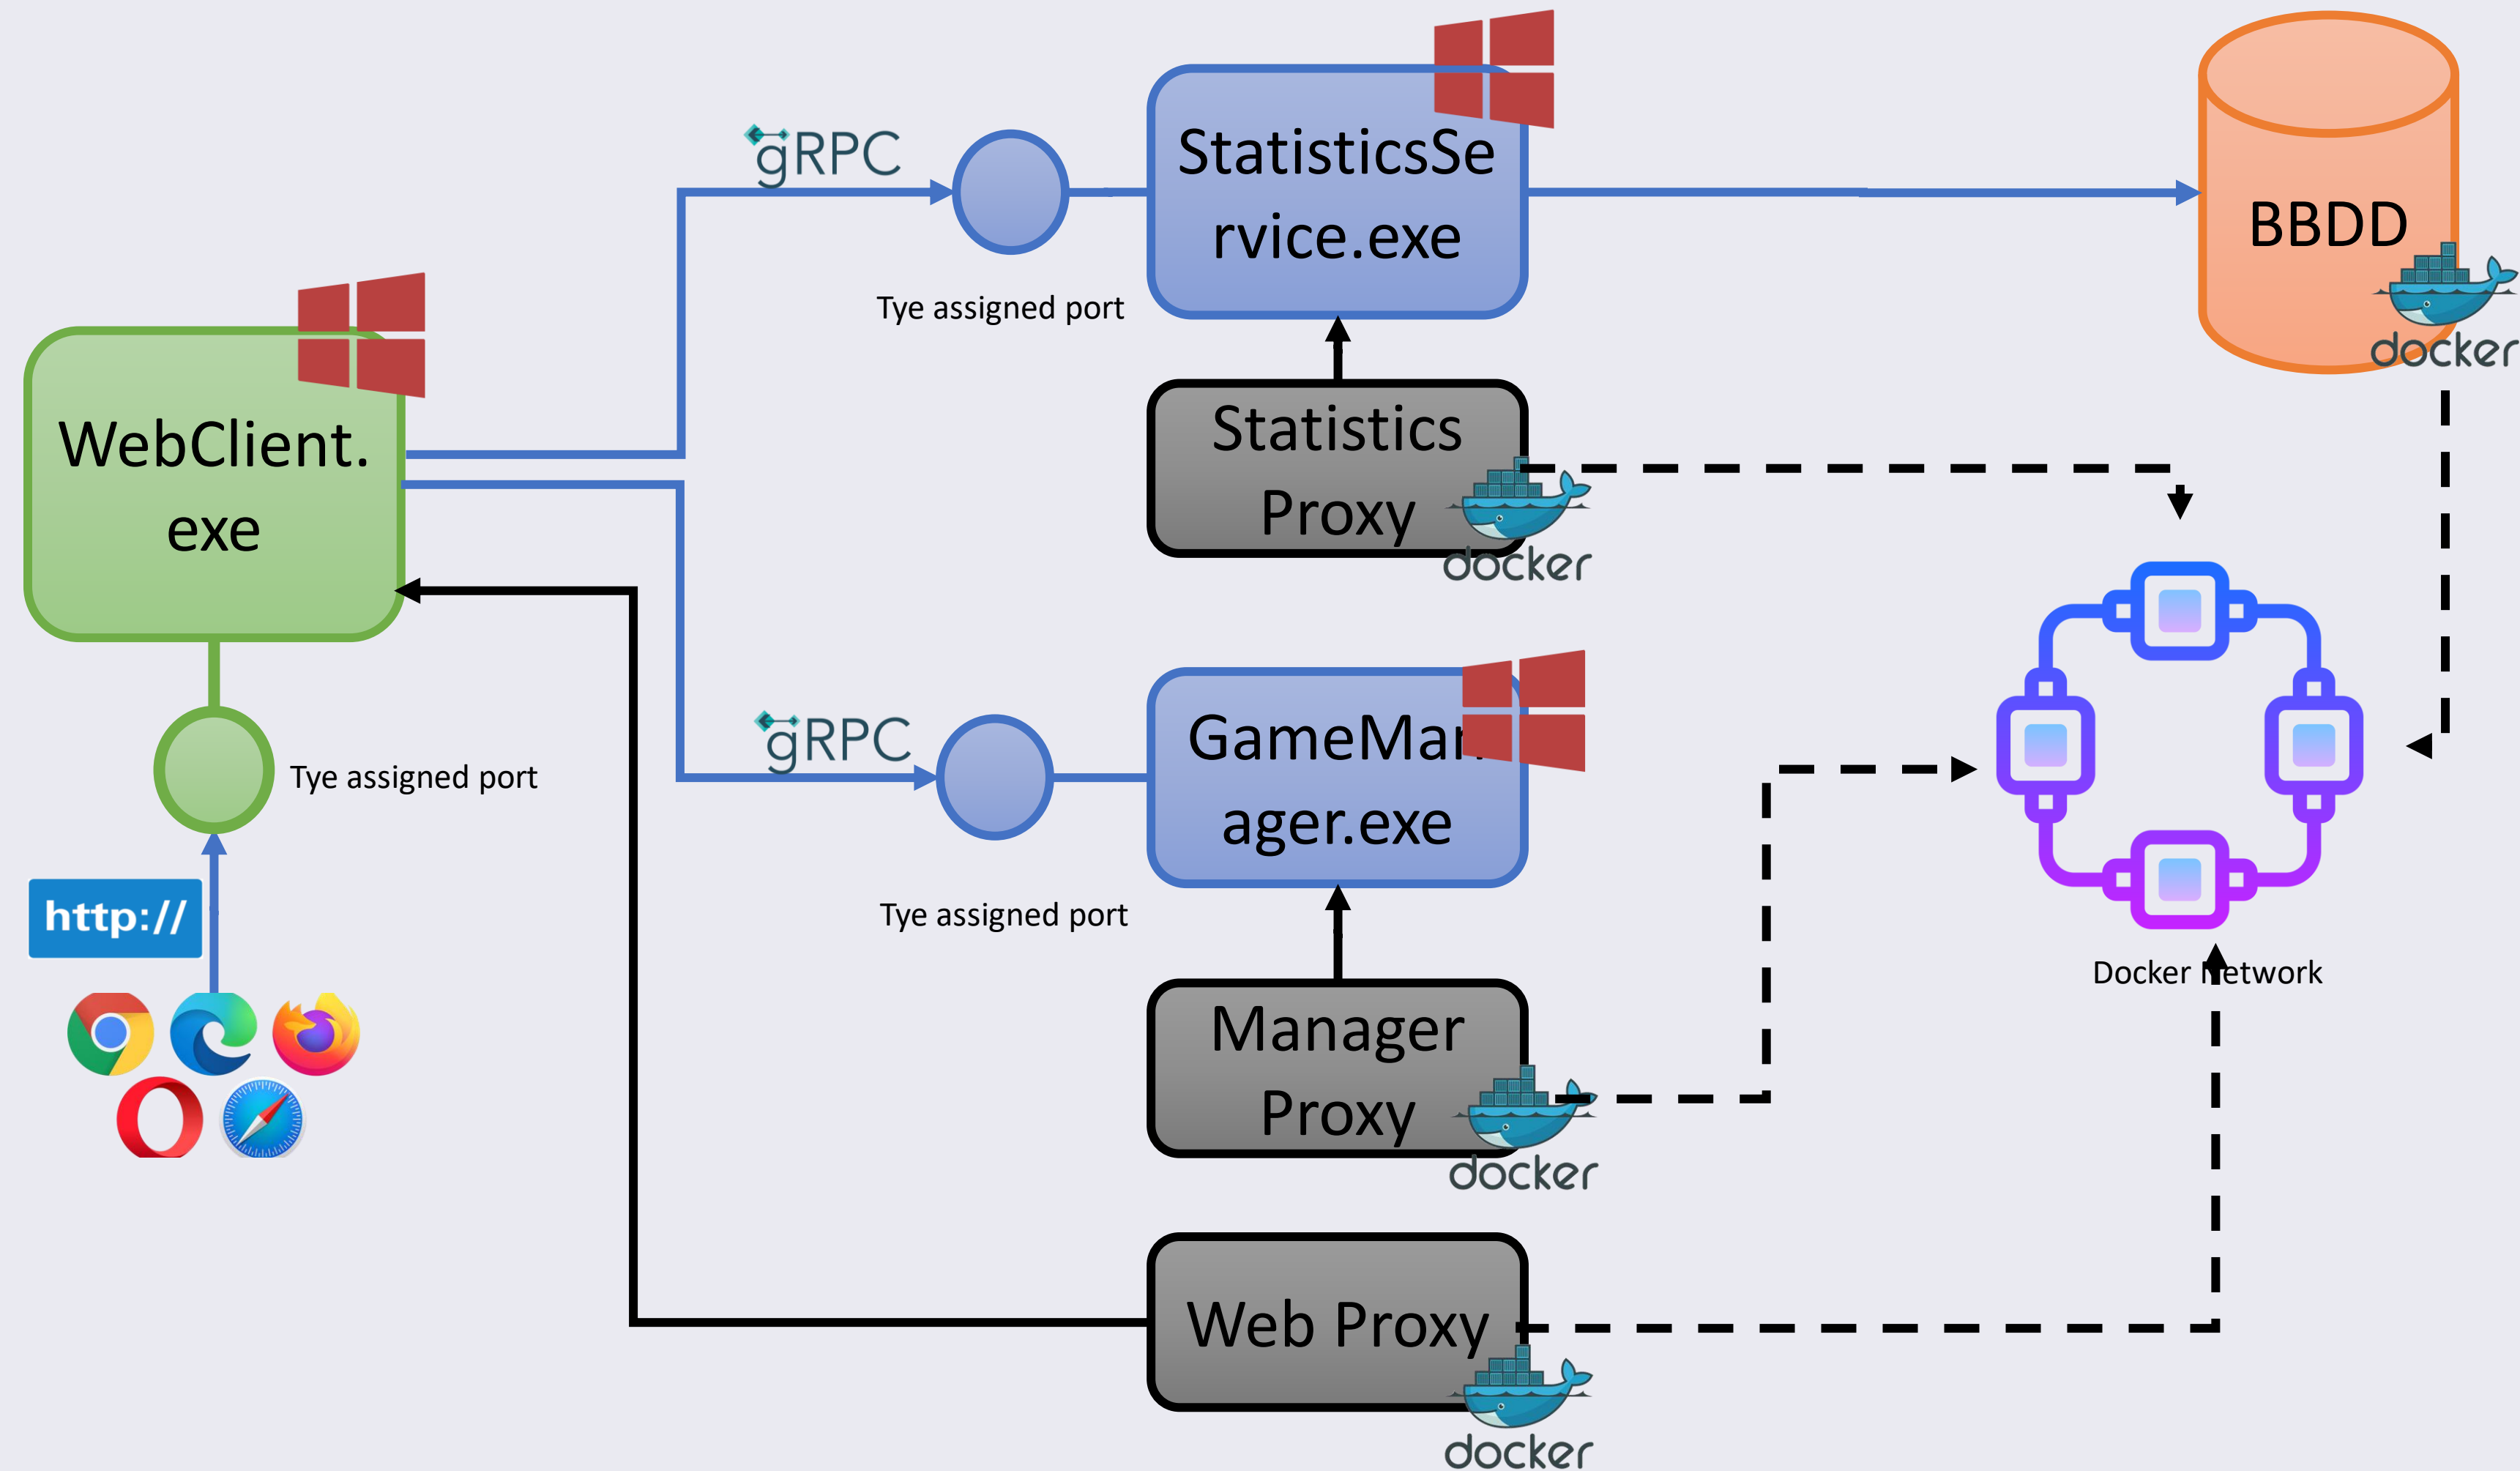 gRPC
StatisticsSe
rvice.exe
BBDD
docker
Tye assigned port
WebClient.
exe
Statistics
Proxy
docker
gRPC
GameMan
ager.exe
Tye assigned port
Tye assigned port
http://
Docker Network
Manager
Proxy
docker
Web Proxy
docker